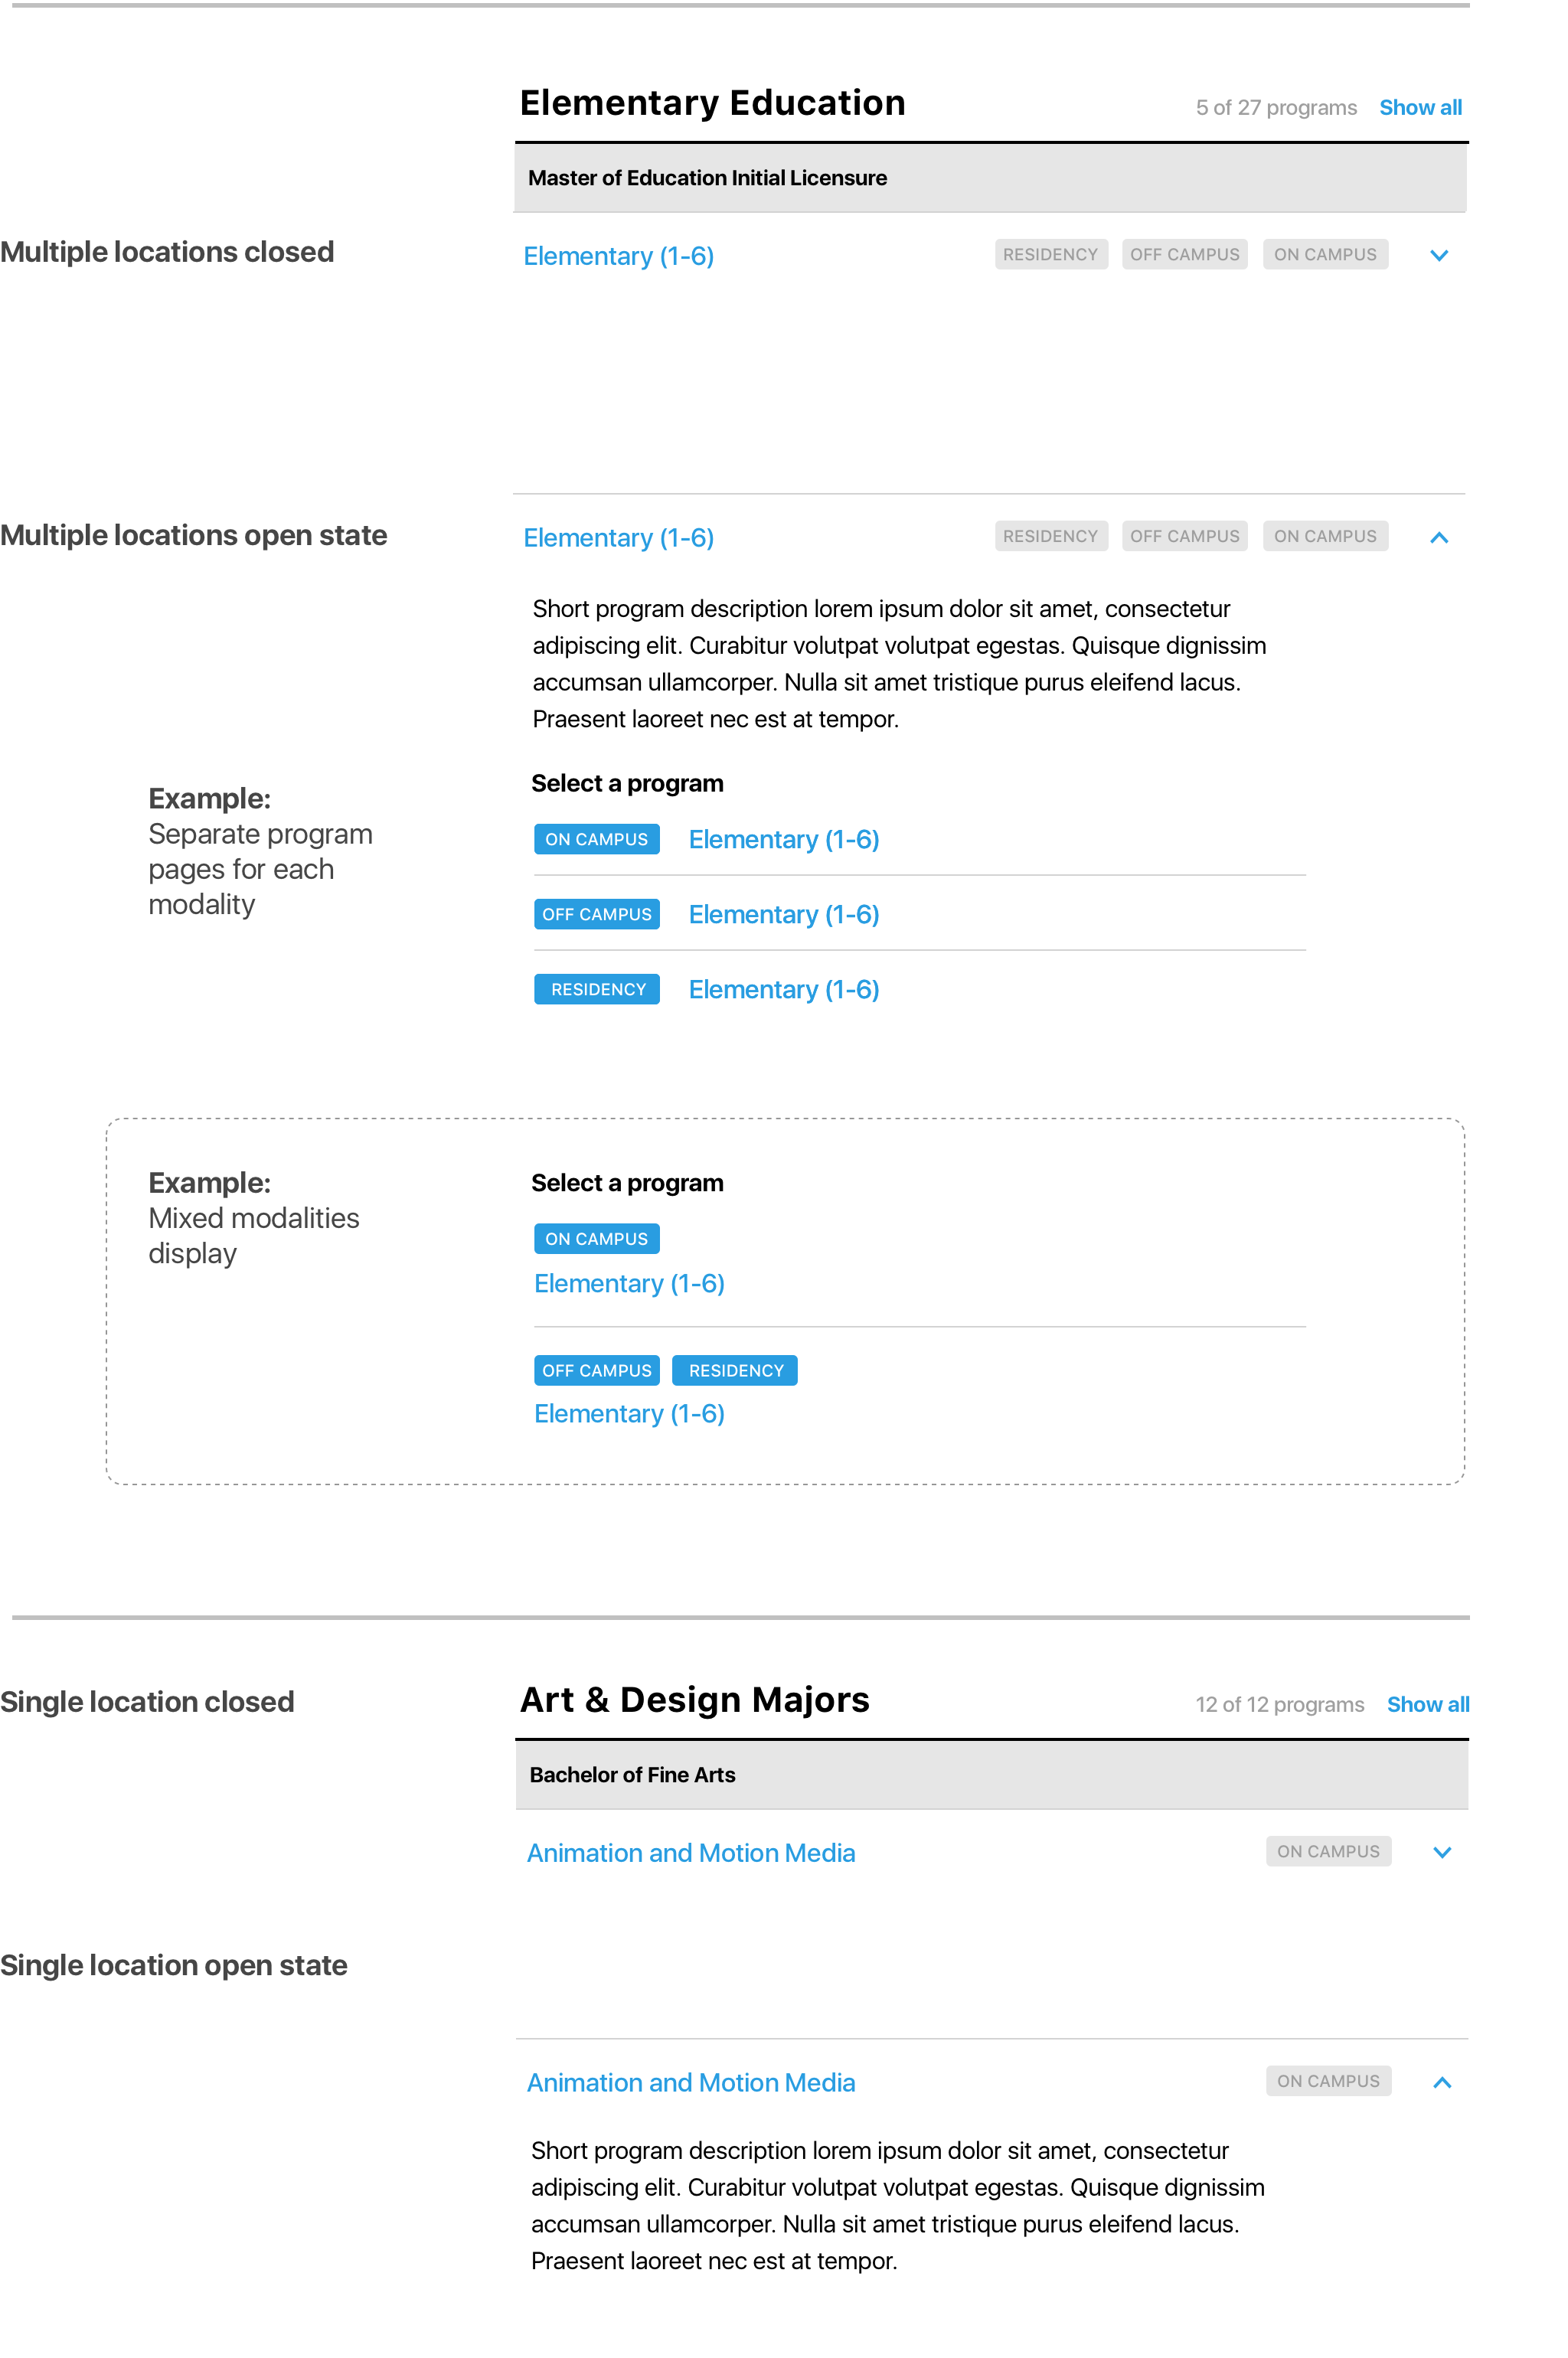 Elementary Education
5 of 27 programs Show all
Master of Education Initial Licensure
Multiple locations closed
Elementary (1-6) RESIDENCY OFF CAMPUS ON CAMPUS
Multiple locations open state
Elementary (1-6) RESIDENCY OFF CAMPUS ON CAMPUS
Short program description lorem ipsum dolor sit amet, consectetur
adipiscing elit. Curabitur volutpat volutpat egestas. Quisque dignissim
accumsan ullamcorper. Nulla sit amet tristique purus eleifend lacus.
Praesent laoreet nec est at tempor.
Example:
Separate program
pages for each
modality
Select a program
ON CAMPUS Elementary (1-6)
OFF CAMPUS Elementary (1-6)
RESIDENCY Elementary (1-6)
Example:
Mixed modalities
display
Select a program
ON CAMPUS
Elementary (1-6)
OFF CAMPUS RESIDENCY
Elementary (1-6)
Single location closed
Art & Design Majors
12 of 12 programs Show all
Bachelor of Fine Arts
Animation and Motion Media ON CAMPUS
Single location open state
Animation and Motion Media ON CAMPUS
Short program description lorem ipsum dolor sit amet, consectetur
adipiscing elit. Curabitur volutpat volutpat egestas. Quisque dignissim
accumsan ullamcorper. Nulla sit amet tristique purus eleifend lacus.
Praesent laoreet nec est at tempor.